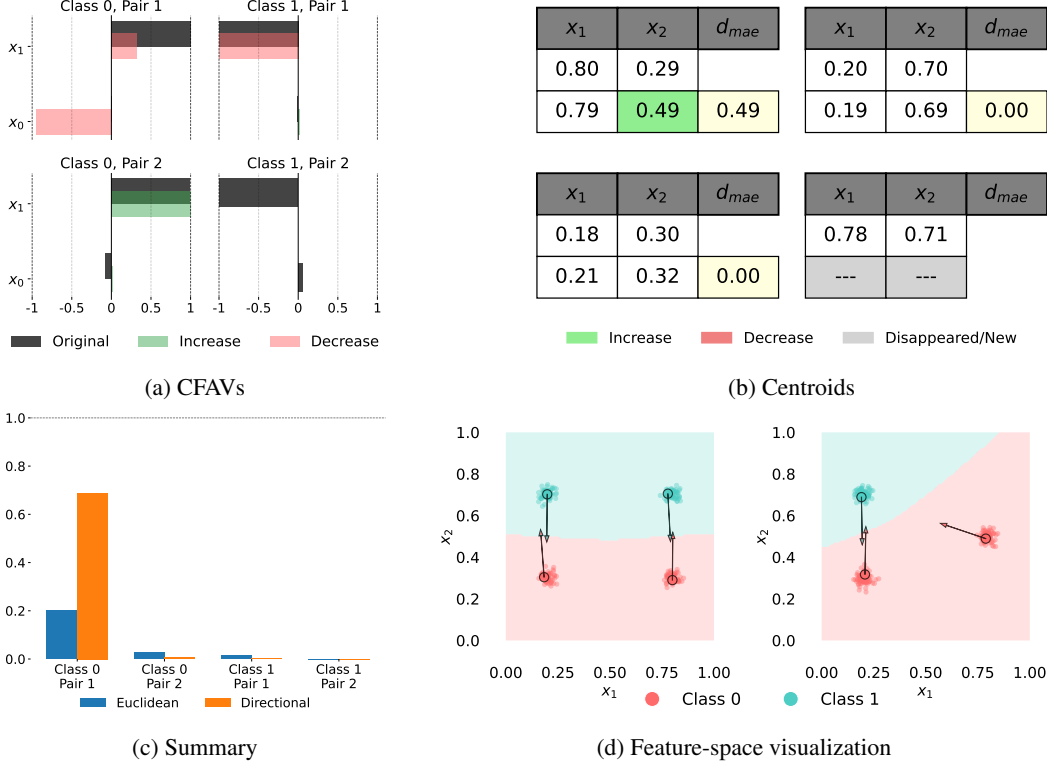 Class 0, Pair 1
Class 1, Pair 1
x₁
x₀
Class 0, Pair 2
Class 1, Pair 2
x₁
x₀
-1 -0.5 0 0.5 1 -1 -0.5 0 0.5 1
Original Increase Decrease
(a) CFAVs
x₁ x₂ d_mae
0.80 0.29
0.79 0.49 0.49
x₁ x₂ d_mae
0.20 0.70
0.19 0.69 0.00
x₁ x₂ d_mae
0.18 0.30
0.21 0.32 0.00
x₁ x₂ d_mae
0.78 0.71
--- ---
Increase Decrease Disappeared/New
(b) Centroids
1.0
0.8
0.6
0.4
0.2
0.0
Class 0 Class 0 Class 1 Class 1
Pair 1 Pair 2 Pair 1 Pair 2
Euclidean Directional
(c) Summary
1.0
0.8
0.6
x₂
0.4
0.2
0.0
0.00 0.25 0.50 0.75 1.00
x₁
1.0
0.8
0.6
x₂
0.4
0.2
0.0
0.00 0.25 0.50 0.75 1.00
x₁
Class 0 Class 1
(d) Feature-space visualization